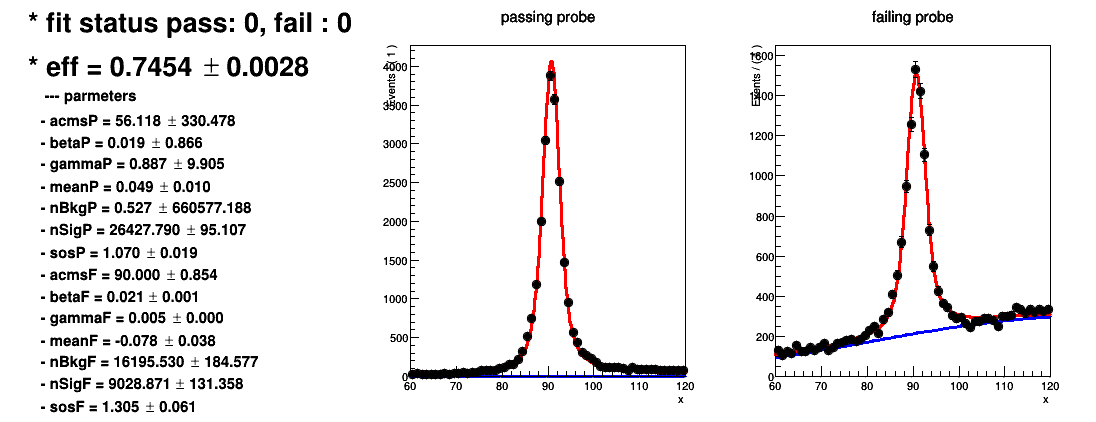 * fit status pass: 0, fail : 0
* eff = 0.7454 ± 0.0028
--- parmeters
- acmsP = 56.118 ± 330.478
- betaP = 0.019 ± 0.866
- gammaP = 0.887 ± 9.905
- meanP = 0.049 ± 0.010
- nBkgP = 0.527 ± 660577.188
- nSigP = 26427.790 ± 95.107
- sosP = 1.070 ± 0.019
- acmsF = 90.000 ± 0.854
- betaF = 0.021 ± 0.001
- gammaF = 0.005 ± 0.000
- meanF = -0.078 ± 0.038
- nBkgF = 16195.530 ± 184.577
- nSigF = 9028.871 ± 131.358
- sosF = 1.305 ± 0.061
passing probe
Events / ( 1 )
4000
3500
3000
2500
2000
1500
1000
500
0
60 70 80 90 100 110 120
x
failing probe
Events / ( 1 )
1600
1400
1200
1000
800
600
400
200
0
60 70 80 90 100 110 120
x